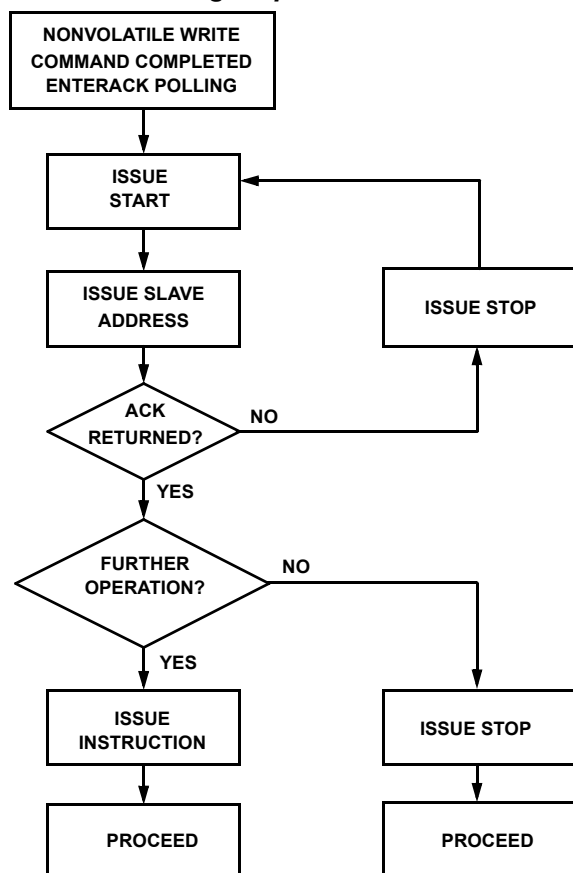 NONVOLATILE WRITE
COMMAND COMPLETED
ENTERACK POLLING
ISSUE
START
ISSUE SLAVE
ADDRESS
ISSUE STOP
ACK
RETURNED?
NO
YES
FURTHER
OPERATION?
NO
YES
ISSUE
INSTRUCTION
ISSUE STOP
PROCEED
PROCEED